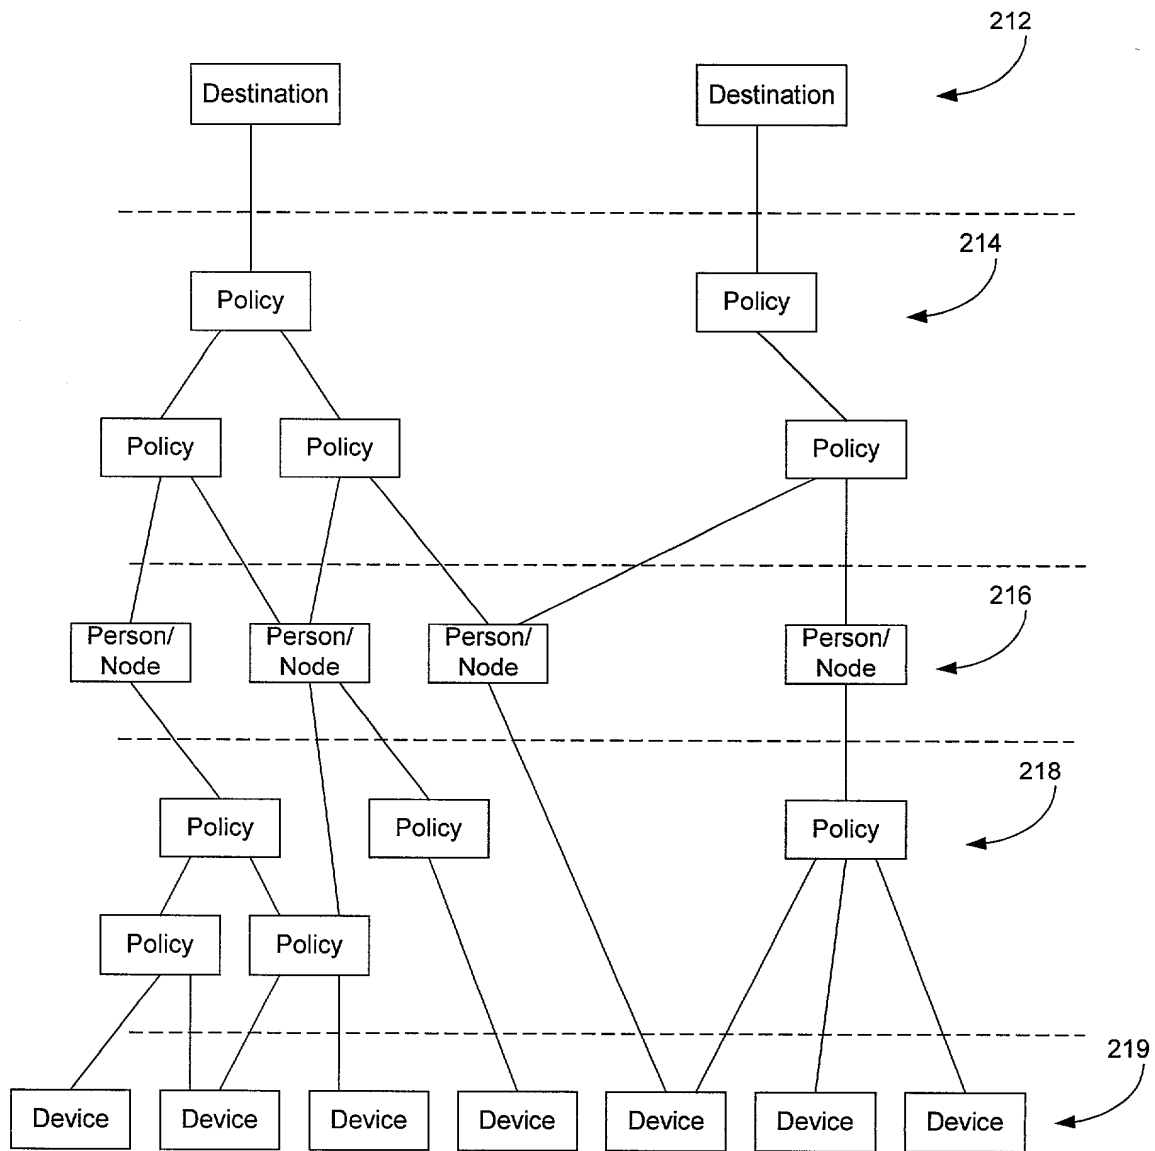 212
Destination
Destination
214
Policy
Policy
Policy
Policy
Policy
216
Person/
Node
Person/
Node
Person/
Node
Person/
Node
218
Policy
Policy
Policy
Policy
Policy
219
Device
Device
Device
Device
Device
Device
Device